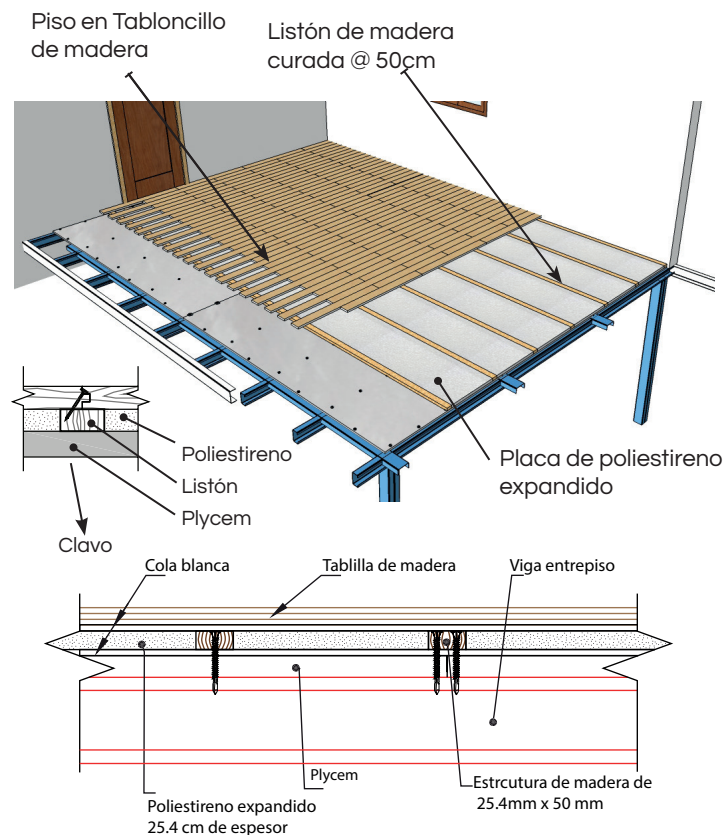 Piso en Tabloncillo
de madera
Listón de madera
curada @ 50cm
Poliestireno
Listón
Plycem
Clavo
Placa de poliestireno
expandido
Cola blanca
Tablilla de madera
Viga entrepiso
Plycem
Estrcutura de madera de
25.4mm x 50 mm
Poliestireno expandido
25.4 cm de espesor